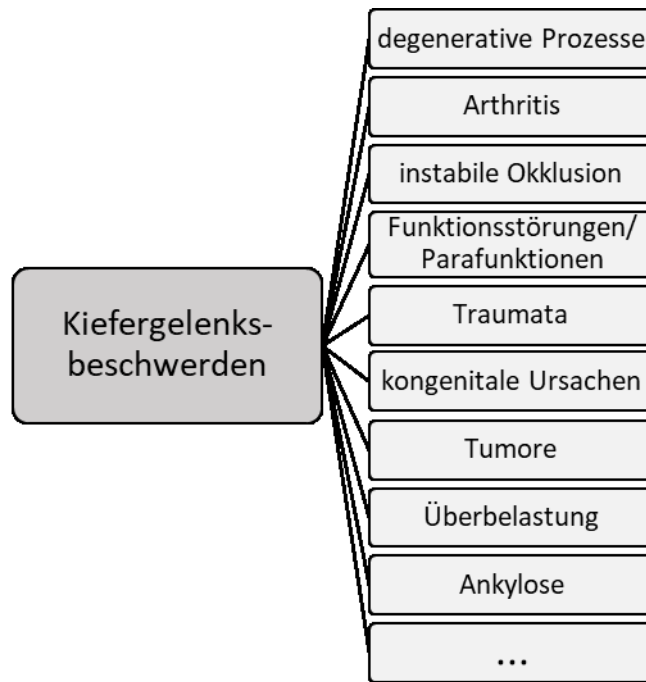 degenerative Prozesse
Arthritis
instabile Okklusion
Funktionsstörungen/
Parafunktionen
Kiefergelenks-
beschwerden
Traumata
kongenitale Ursachen
Tumore
Überbelastung
Ankylose
...